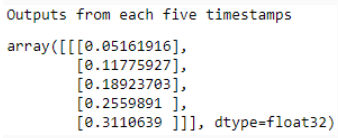 Outputs from each five timestamps
array([[[0.05161916],
[0.11775927],
[0.18923703],
[0.2559891 ],
[0.3110639 ]]], dtype=float32)